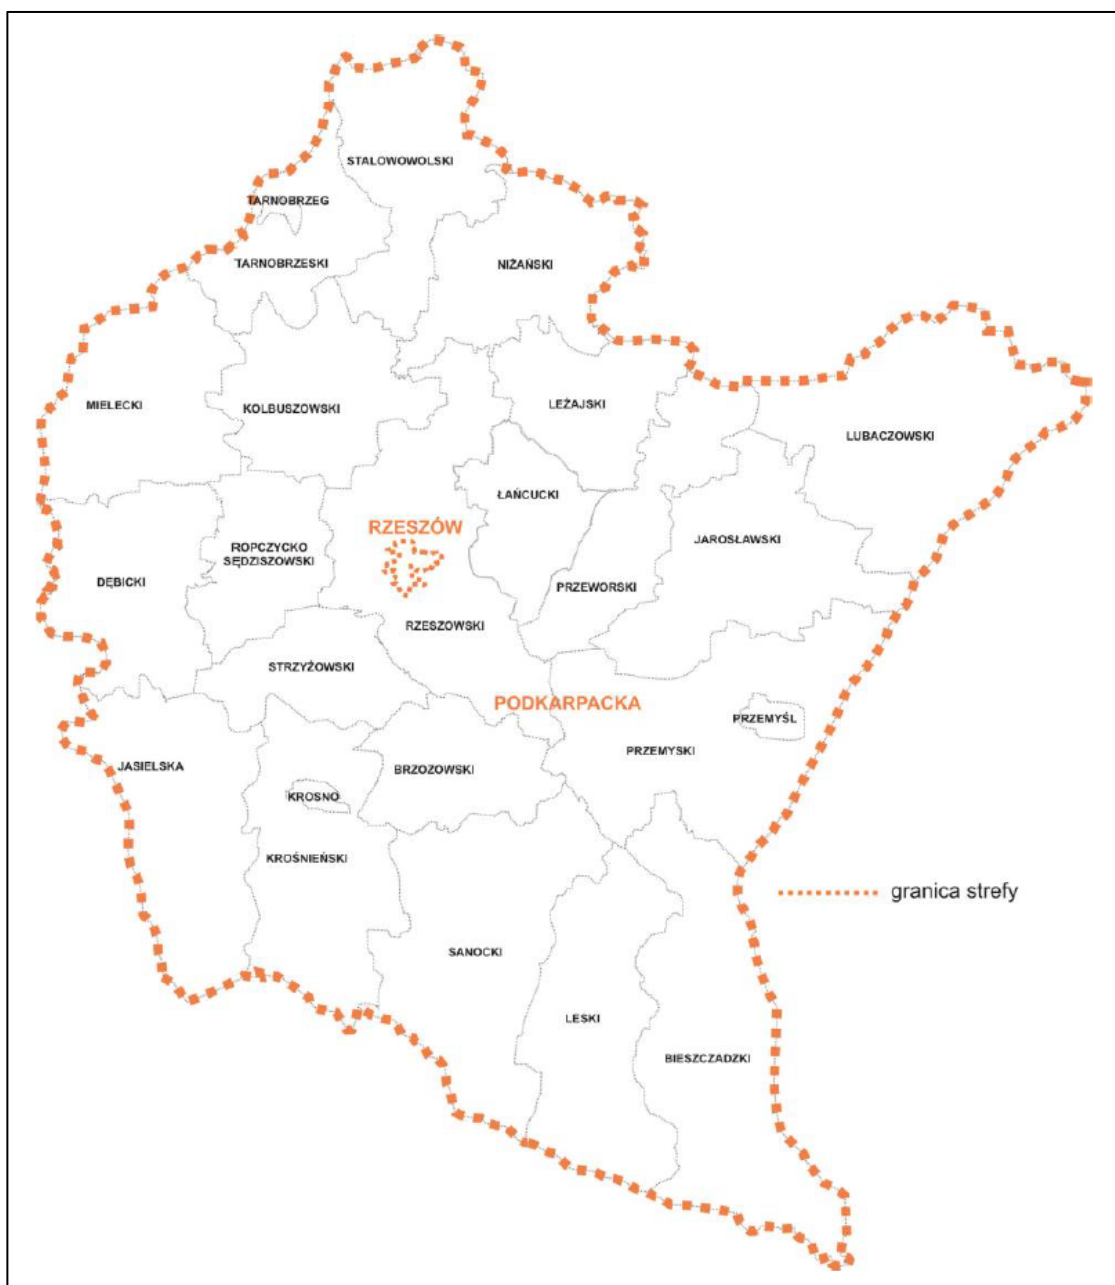 STALOWOWOLSKI
TARNOBRZEG
TARNOBRZESKI
NIŻAŃSKI
MIELECKI
KOLBUSZOWSKI
LEŻAJSKI
LUBACZOWSKI
ŁAŃCUCKI
RZESZÓW
ROPCZYCKO
SĘDZISZOWSKI
JAROSŁAWSKI
DĘBICKI
PRZEWORSKI
RZESZOWSKI
STRZYŻOWSKI
PODKARPACKA
PRZEMYŚL
PRZEMYSKI
JASIELSKA
BRZOZOWSKI
KROSNO
KROŚNIEŃSKI
granica strefy
SANOCKI
LESKI
BIESZCZADZKI